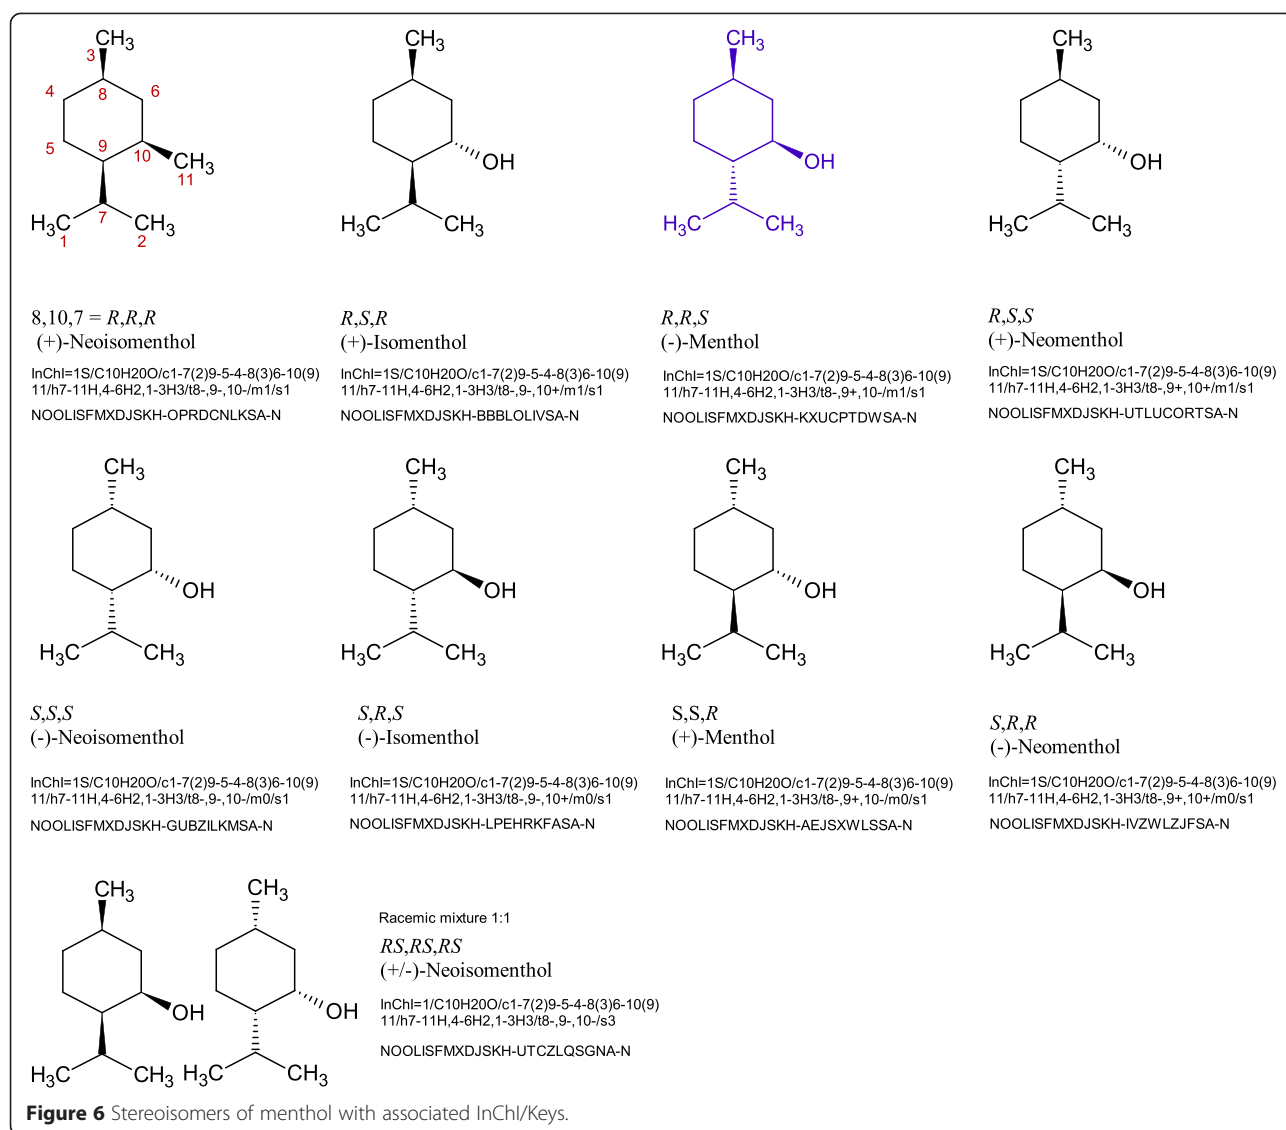 CH3
3
4
8
6
5
9
10
CH3
11
H3C
7
CH3
1
2
8,10,7 = R,R,R
(+)-Neoisomenthol
InChI=1S/C10H20O/c1-7(2)9-5-4-8(3)6-10(9)
11/h7-11H,4-6H2,1-3H3/t8-,9-,10-/m1/s1
NOOLISFMXDJSKH-OPRDCNLKSA-N
CH3
OH
H3C
CH3
R,S,R
(+)-Isomenthol
InChI=1S/C10H20O/c1-7(2)9-5-4-8(3)6-10(9)
11/h7-11H,4-6H2,1-3H3/t8-,9-,10+/m1/s1
NOOLISFMXDJSKH-BBBLOLIVSA-N
CH3
OH
H3C
CH3
R,R,S
(-)-Menthol
InChI=1S/C10H20O/c1-7(2)9-5-4-8(3)6-10(9)
11/h7-11H,4-6H2,1-3H3/t8-,9+,10-/m1/s1
NOOLISFMXDJSKH-KXUCPTDWSA-N
CH3
OH
H3C
CH3
R,S,S
(+)-Neomenthol
InChI=1S/C10H20O/c1-7(2)9-5-4-8(3)6-10(9)
11/h7-11H,4-6H2,1-3H3/t8-,9+,10+/m1/s1
NOOLISFMXDJSKH-UTLUCORTSA-N
CH3
OH
H3C
CH3
S,S,S
(-)-Neoisomenthol
InChI=1S/C10H20O/c1-7(2)9-5-4-8(3)6-10(9)
11/h7-11H,4-6H2,1-3H3/t8-,9-,10-/m0/s1
NOOLISFMXDJSKH-GUBZILKMSA-N
CH3
OH
H3C
CH3
S,R,S
(-)-Isomenthol
InChI=1S/C10H20O/c1-7(2)9-5-4-8(3)6-10(9)
11/h7-11H,4-6H2,1-3H3/t8-,9-,10+/m0/s1
NOOLISFMXDJSKH-LPEHRKFASA-N
CH3
OH
H3C
CH3
S,S,R
(+)-Menthol
InChI=1S/C10H20O/c1-7(2)9-5-4-8(3)6-10(9)
11/h7-11H,4-6H2,1-3H3/t8-,9+,10-/m0/s1
NOOLISFMXDJSKH-AEJSXWLSSA-N
CH3
OH
H3C
CH3
S,R,R
(-)-Neomenthol
InChI=1S/C10H20O/c1-7(2)9-5-4-8(3)6-10(9)
11/h7-11H,4-6H2,1-3H3/t8-,9+,10+/m0/s1
NOOLISFMXDJSKH-IVZWLZJFSA-N
CH3
OH
H3C
CH3
CH3
OH
H3C
CH3
Racemic mixture 1:1
RS,RS,RS
(+/-)-Neoisomenthol
InChI=1/C10H20O/c1-7(2)9-5-4-8(3)6-10(9)
11/h7-11H,4-6H2,1-3H3/t8-,9-,10-/s3
NOOLISFMXDJSKH-UTCZLQSGNA-N
Figure 6 Stereoisomers of menthol with associated InChI/Keys.